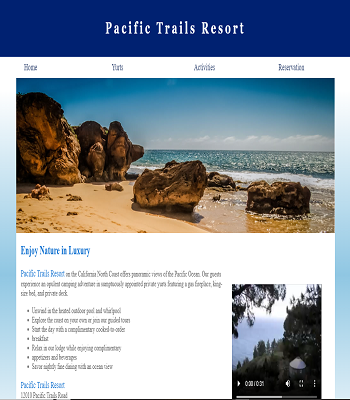 Pacific Trails Resort
Home Yurts Activities Reservation
Enjoy Nature in Luxury
Pacific Trails Resort on the California North Coast offers panoramic views of the Pacific Ocean. Our guests
experience an opulent camping adventure in sumptuously appointed private yurts featuring a gas fireplace, king-
size bed, and private deck.
• Unwind in the heated outdoor pool and whirlpool
• Explore the coast on your own or join our guided tours
• Start the day with a complimentary cooked-to-order
• breakfast
• Relax in our lodge while enjoying complimentary
• appetizers and beverages
• Savor nightly fine dining with an ocean view
0:00 / 0:31
Pacific Trails Resort
12010 Pacific Trails Road